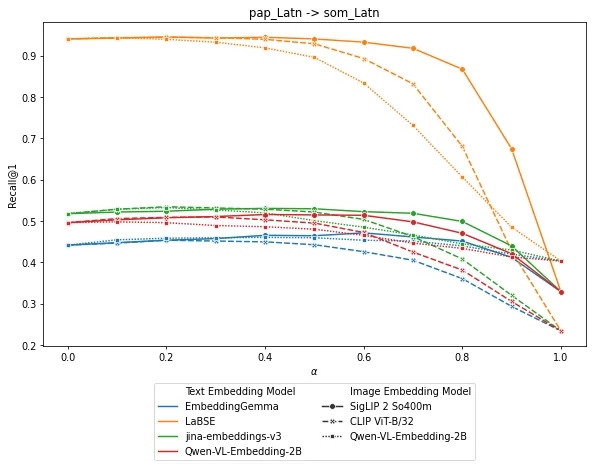 pap_Latn -> som_Latn
Recall@1
0.9
0.8
0.7
0.6
0.5
0.4
0.3
0.2
0.0 0.2 0.4 0.6 0.8 1.0
α
Text Embedding Model Image Embedding Model
EmbeddingGemma SigLIP 2 So400m
LaBSE CLIP ViT-B/32
jina-embeddings-v3 Qwen-VL-Embedding-2B
Qwen-VL-Embedding-2B